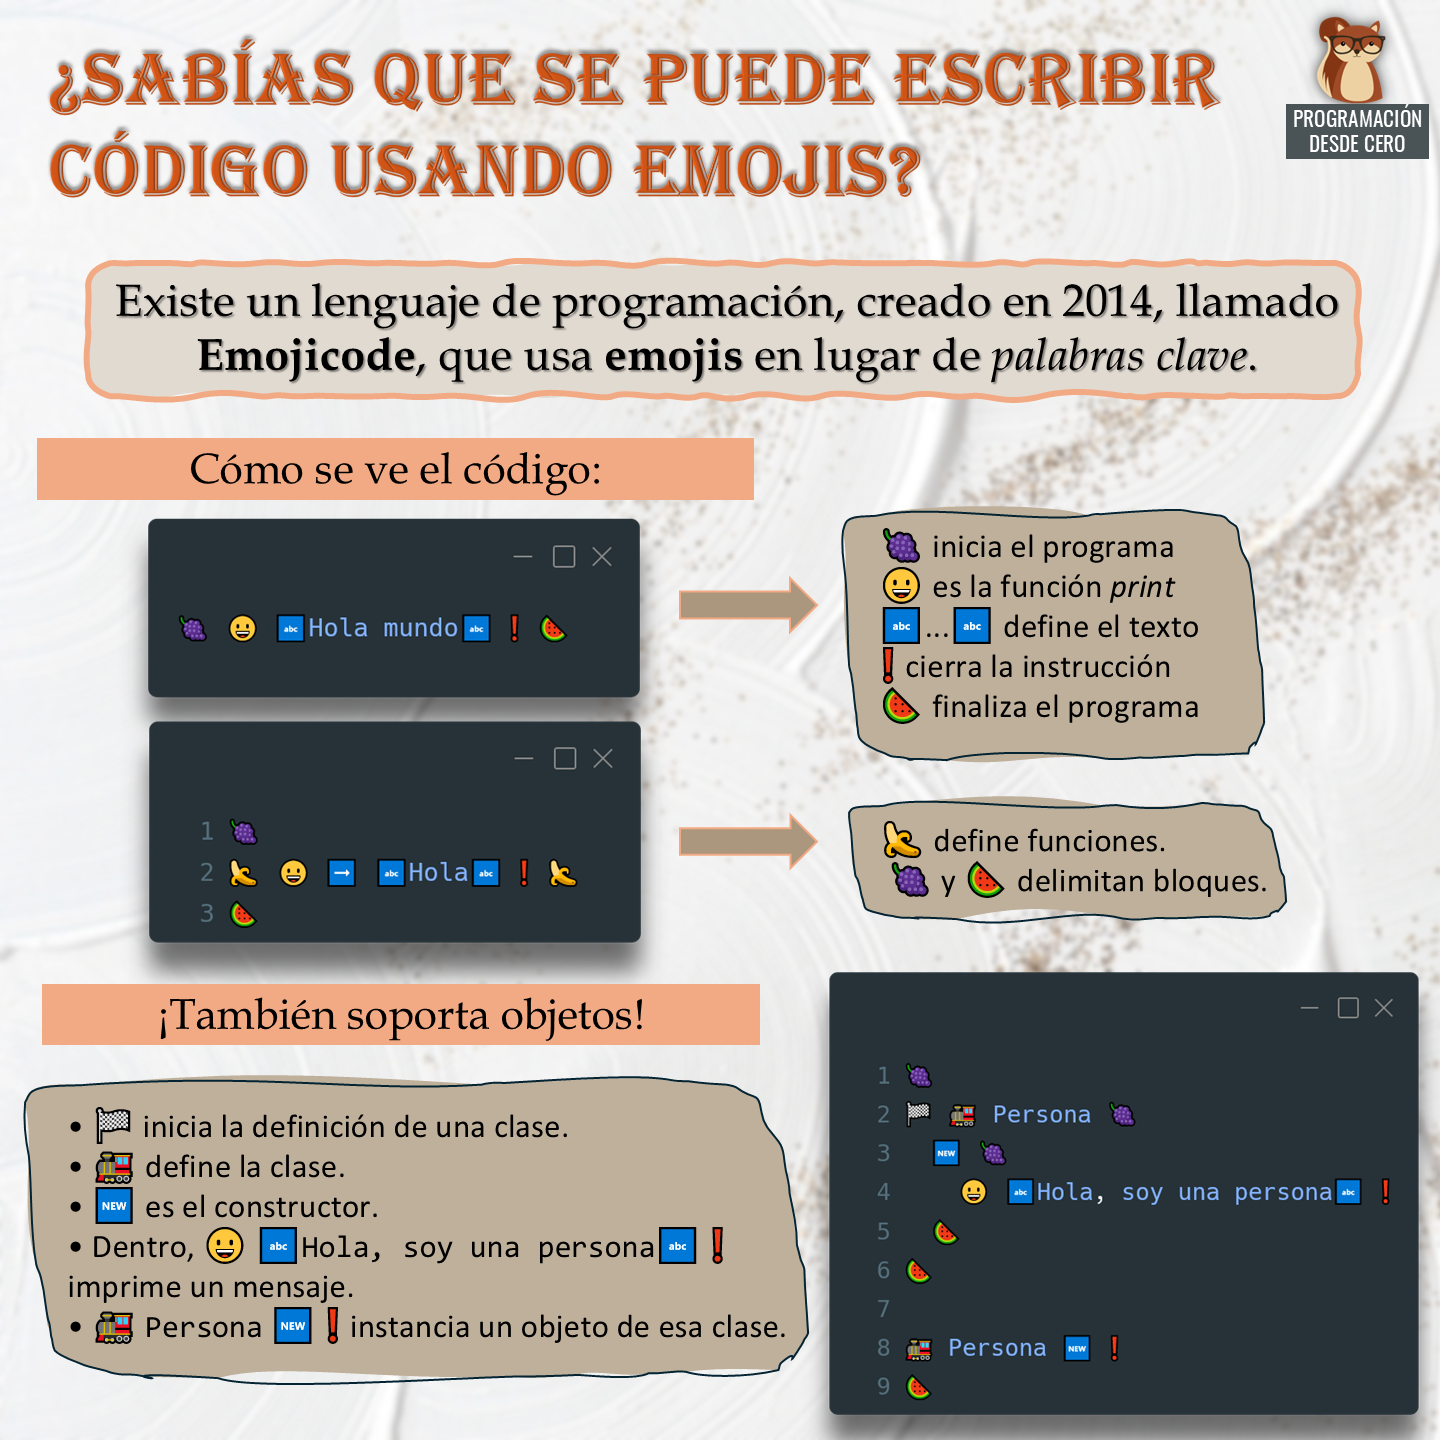 ¿SABÍAS QUE SE PUEDE ESCRIBIR
CÓDIGO USANDO EMOJIS?
PROGRAMACIÓN
DESDE CERO
Existe un lenguaje de programación, creado en 2014, llamado
Emojicode, que usa emojis en lugar de palabras clave.
Cómo se ve el código:
🍇 😀 🔤Hola mundo🔤❗🍉
🍇 inicia el programa
😀 es la función print
🔤...🔤 define el texto
❗cierra la instrucción
🍉 finaliza el programa
1 🍇
2 🍌 😀 ➡️ 🔤Hola🔤❗🍌
3 🍉
🍌 define funciones.
🍇 y 🍉 delimitan bloques.
¡También soporta objetos!
• 🏁 inicia la definición de una clase.
• 🚂 define la clase.
• 🆕 es el constructor.
• Dentro, 😀 🔤Hola, soy una persona🔤❗
imprime un mensaje.
• 🚂 Persona 🆕❗instancia un objeto de esa clase.
1 🍇
2 🏁 🚂 Persona 🍇
3 🆕 🍇
4 😀 🔤Hola, soy una persona🔤❗
5 🍉
6 🍉
7
8 🚂 Persona 🆕❗
9 🍉